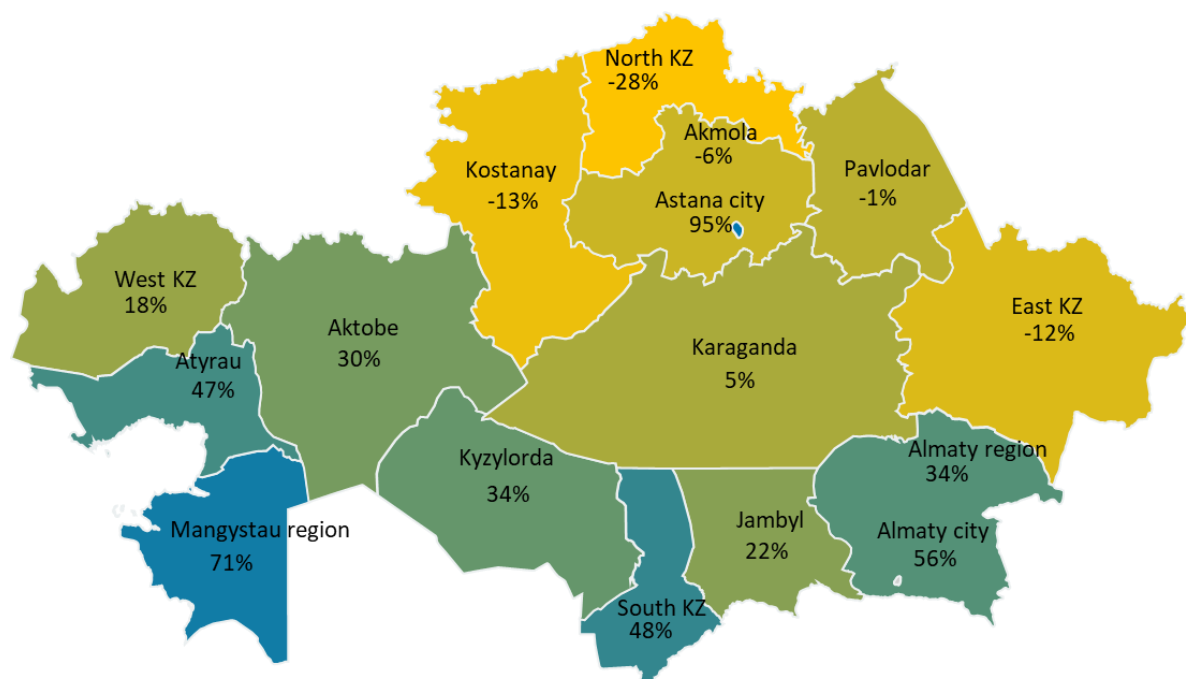 North KZ
-28%
Akmola
-6%
Kostanay
-13%
Pavlodar
-1%
Astana city
95%
West KZ
18%
Aktobe
30%
East KZ
-12%
Atyrau
47%
Karaganda
5%
Kyzylorda
34%
Almaty region
34%
Mangystau region
71%
Jambyl
22%
Almaty city
56%
South KZ
48%